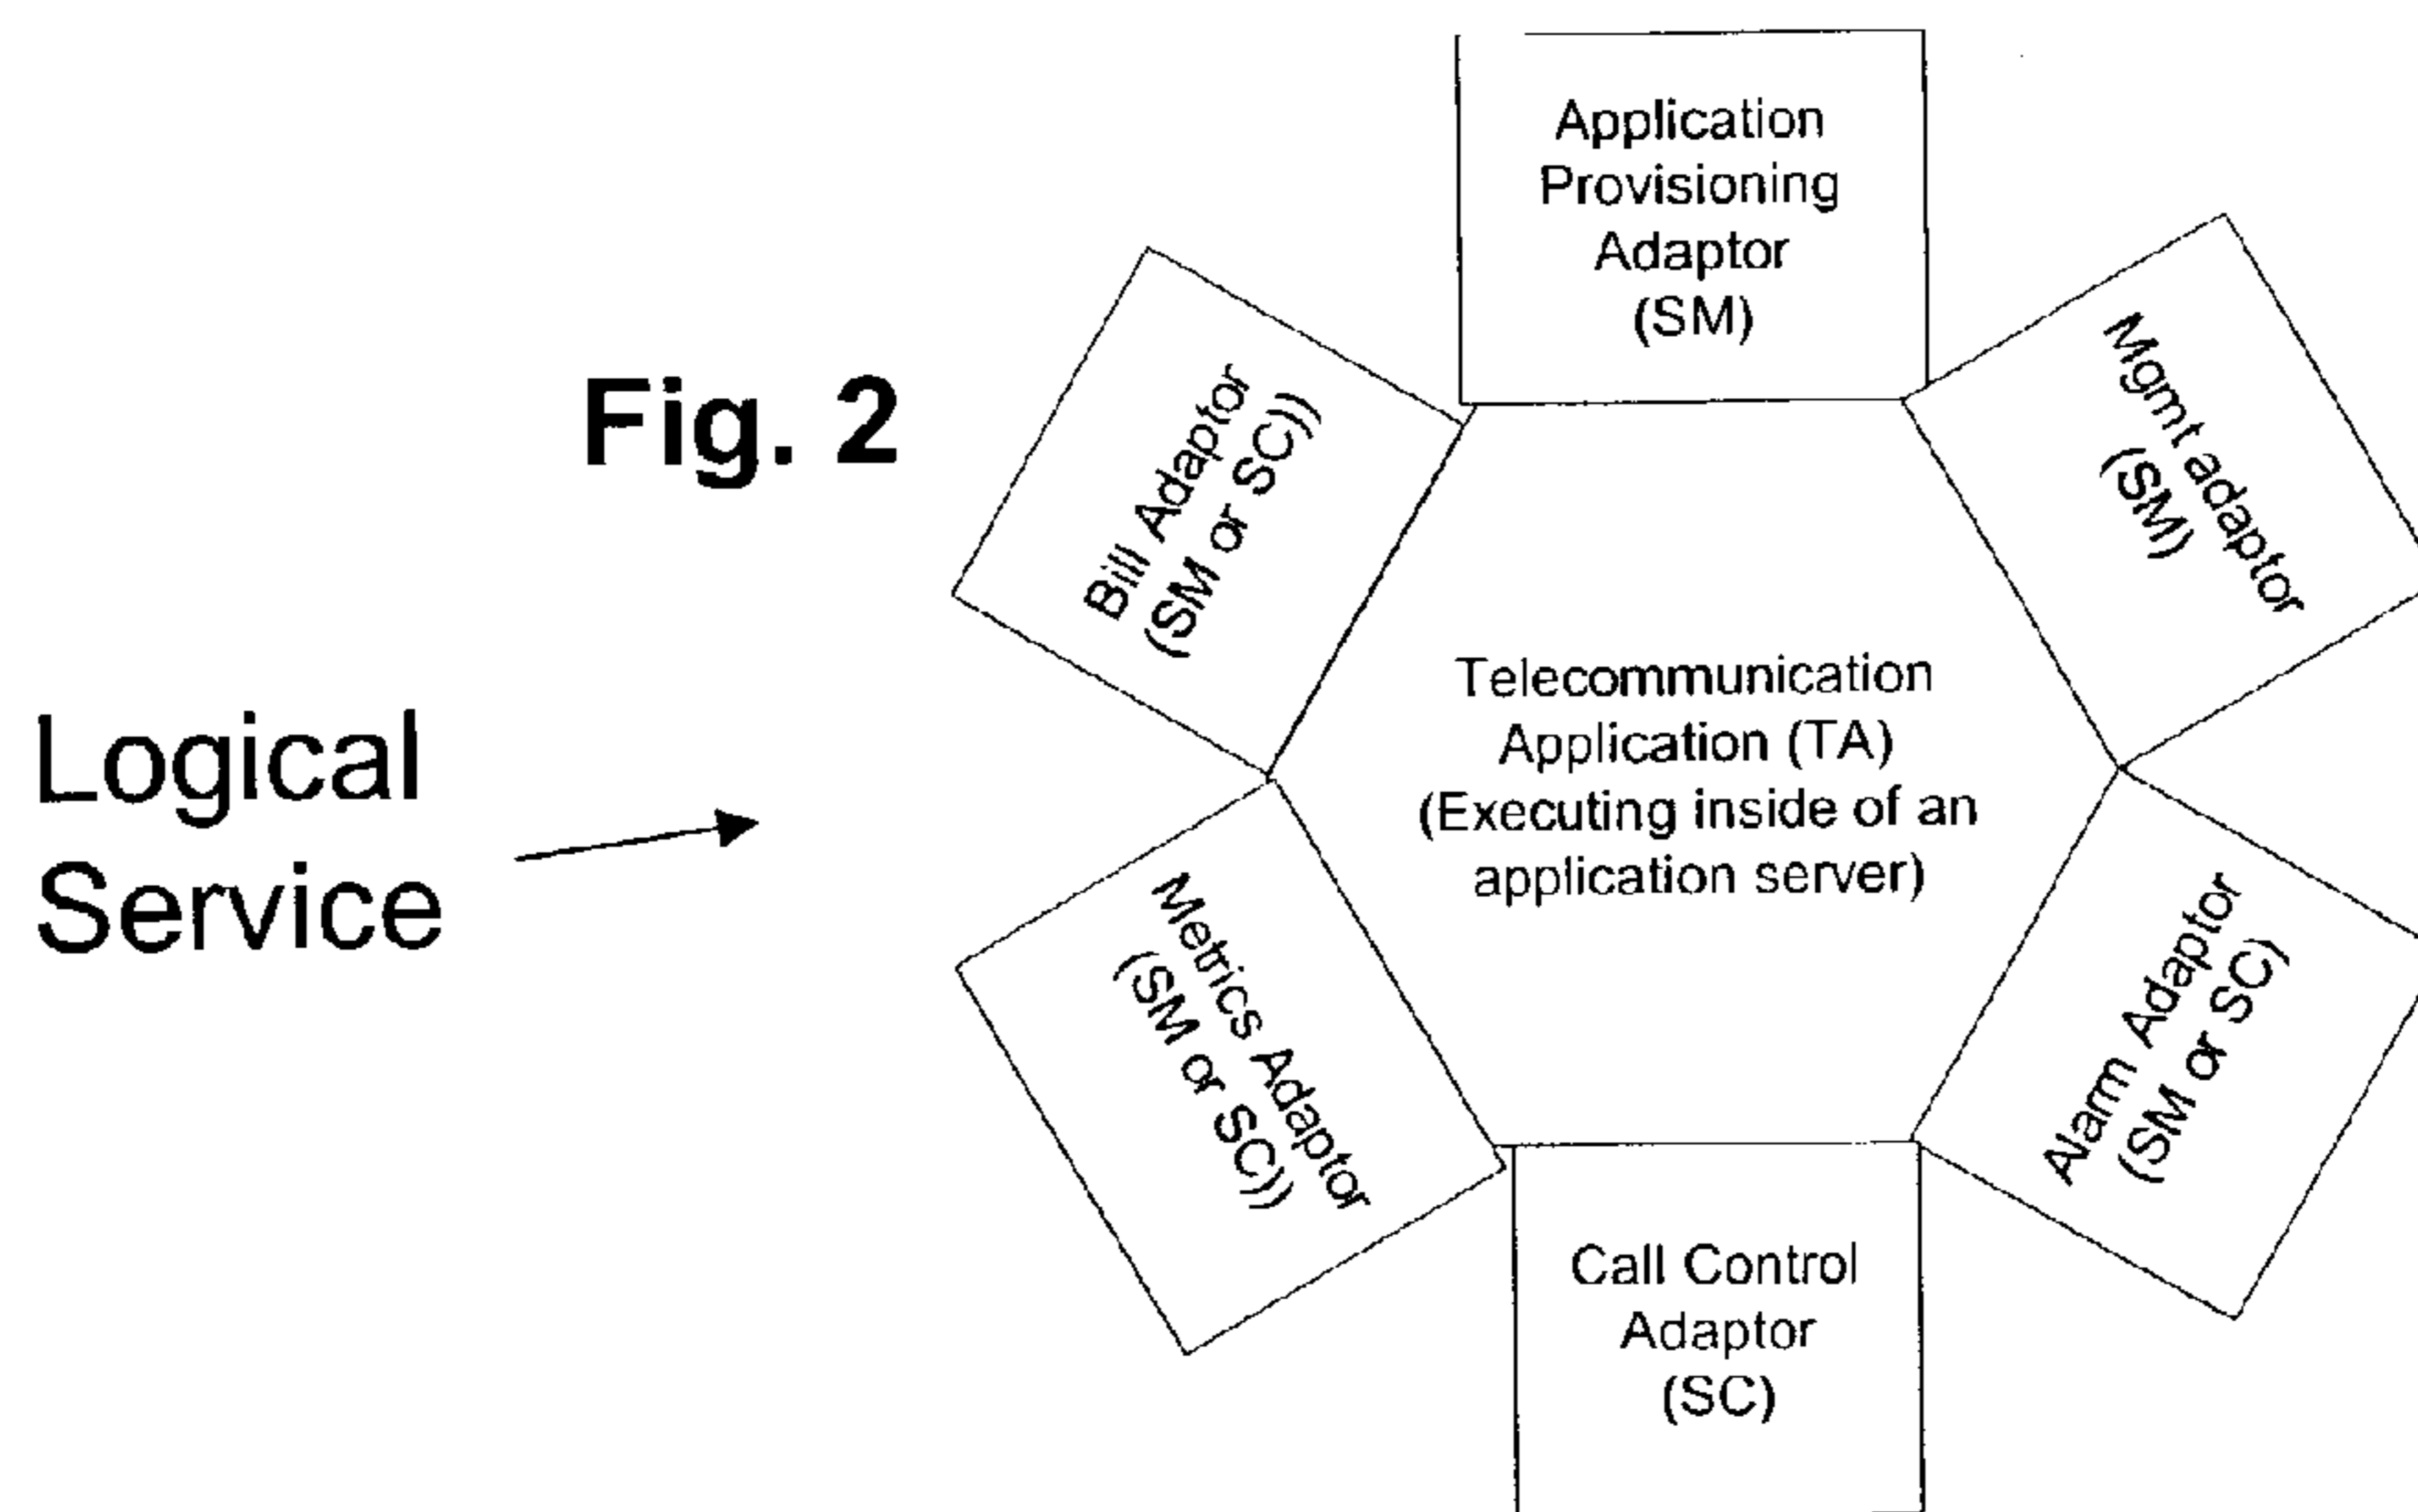 Fig. 2
Logical
Service
Application
Provisioning
Adaptor
(SM)
Mgmt adaptor
(SM)
Bill Adaptor
(SM or SC))
Telecommunication
Application (TA)
(Executing inside of an
application server)
Metrics Adaptor
(SM or SC))
Alarm Adaptor
(SM or SC)
Call Control
Adaptor
(SC)